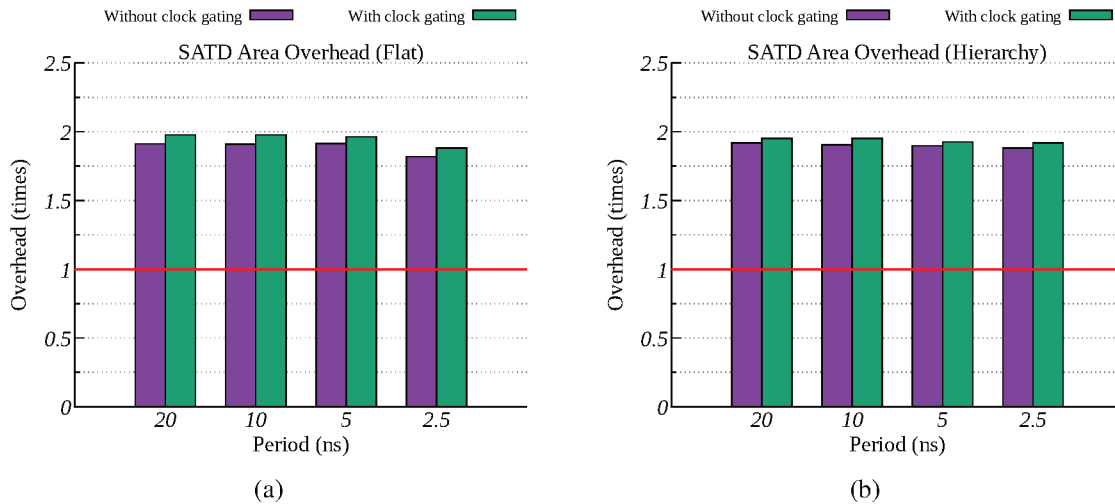 Without clock gating With clock gating
SATD Area Overhead (Flat)
2.5
2
1.5
1
0.5
0
Overhead (times)
20 10 5 2.5
Period (ns)
(a)
Without clock gating With clock gating
SATD Area Overhead (Hierarchy)
2.5
2
1.5
1
0.5
0
Overhead (times)
20 10 5 2.5
Period (ns)
(b)